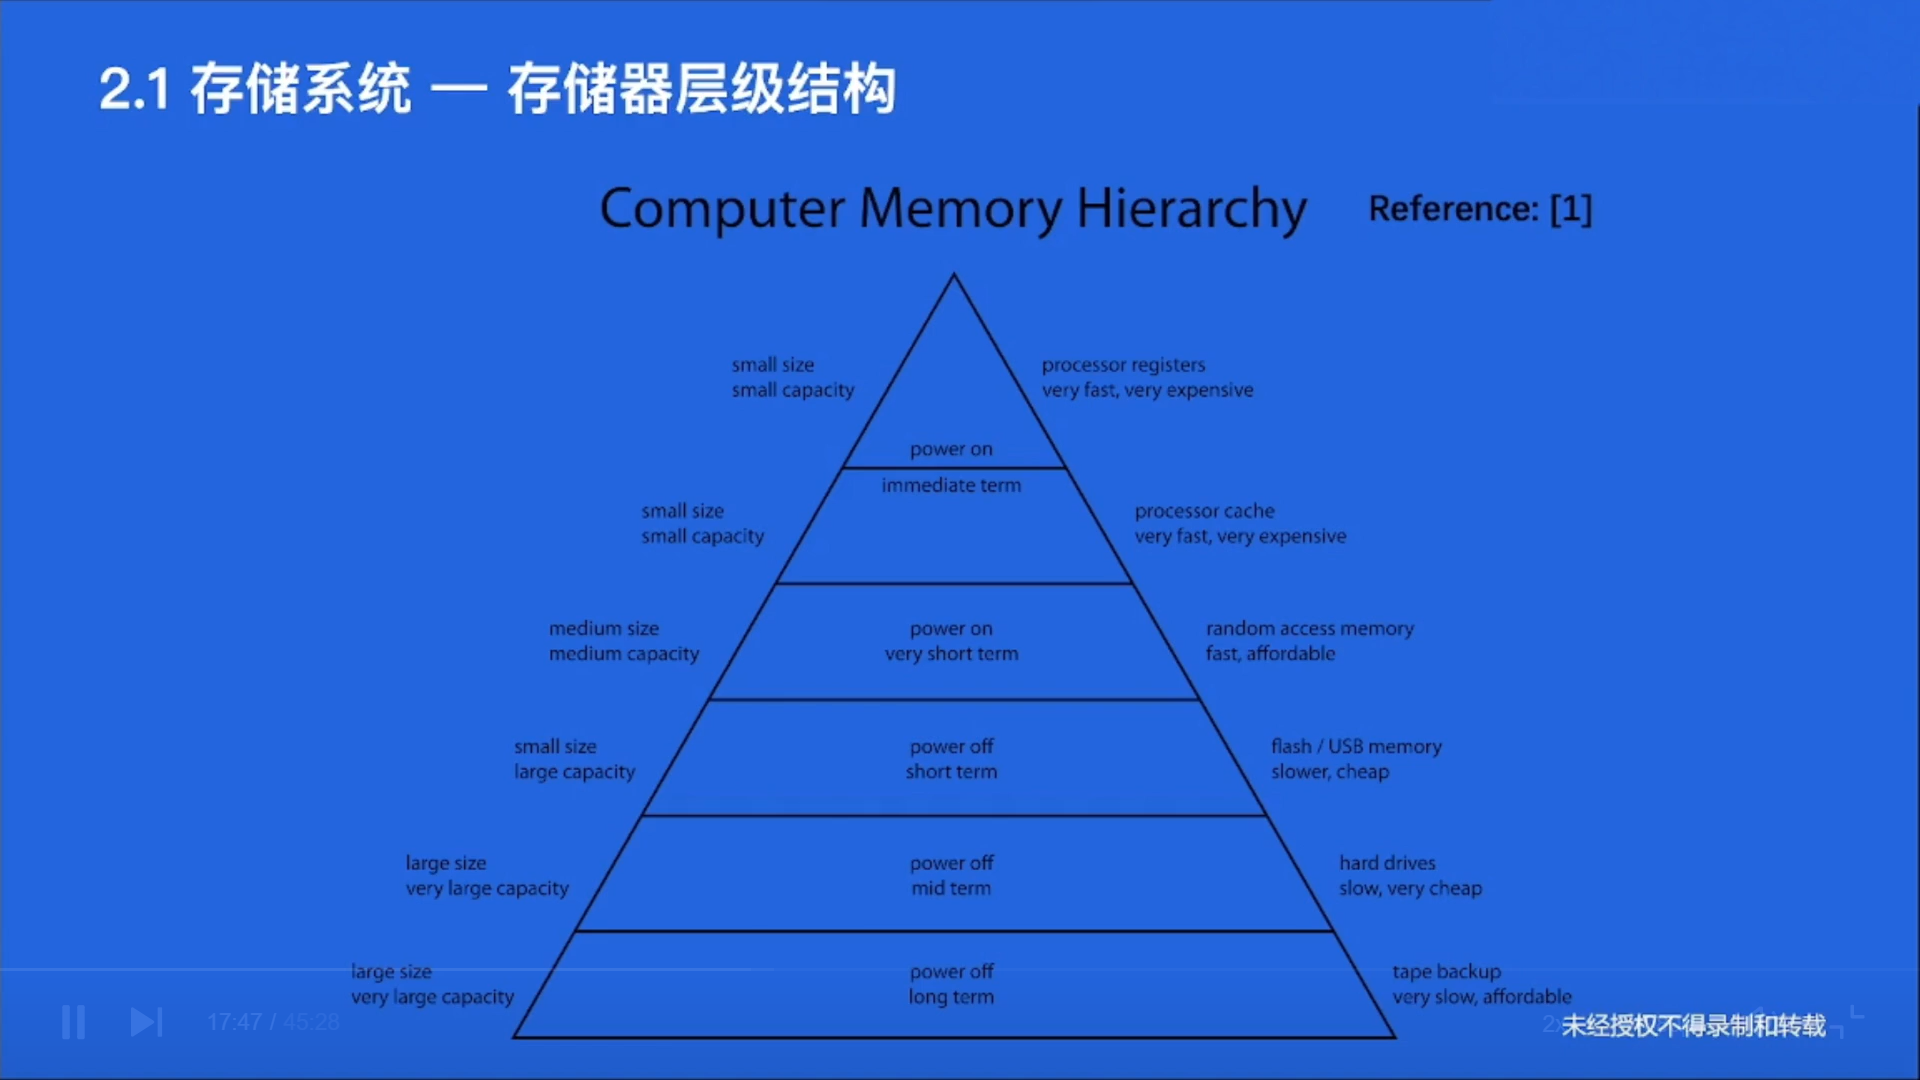 2.1 存储系统 — 存储器层级结构
Computer Memory Hierarchy
Reference: [1]
small size
small capacity
processor registers
very fast, very expensive
power on
immediate term
small size
small capacity
processor cache
very fast, very expensive
medium size
medium capacity
power on
very short term
random access memory
fast, affordable
small size
large capacity
power off
short term
flash / USB memory
slower, cheap
large size
very large capacity
power off
mid term
hard drives
slow, very cheap
large size
very large capacity
power off
long term
tape backup
very slow, affordable
17:47 / 45:28
未经授权不得录制和转载